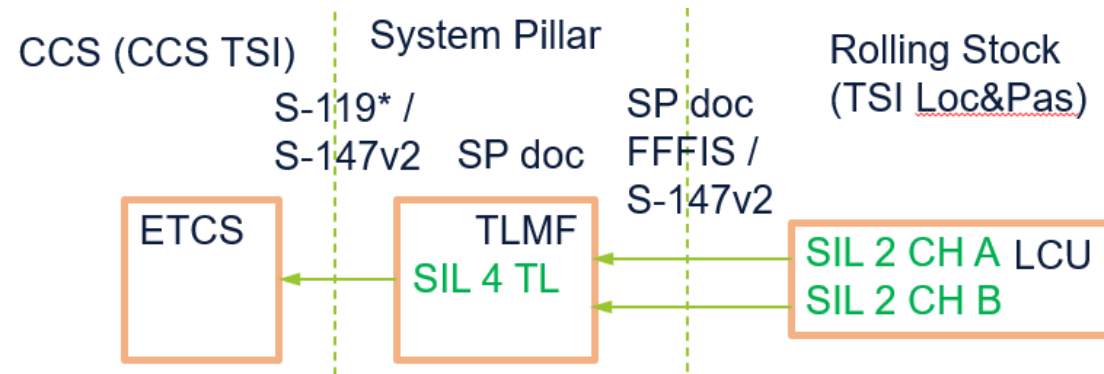 CCS (CCS TSI)
System Pillar
Rolling Stock
(TSI Loc&Pas)
S-119* /
S-147v2
SP doc
SP doc
FFFIS /
S-147v2
ETCS
TLMF
SIL 4 TL
SIL 2 CH A LCU
SIL 2 CH B